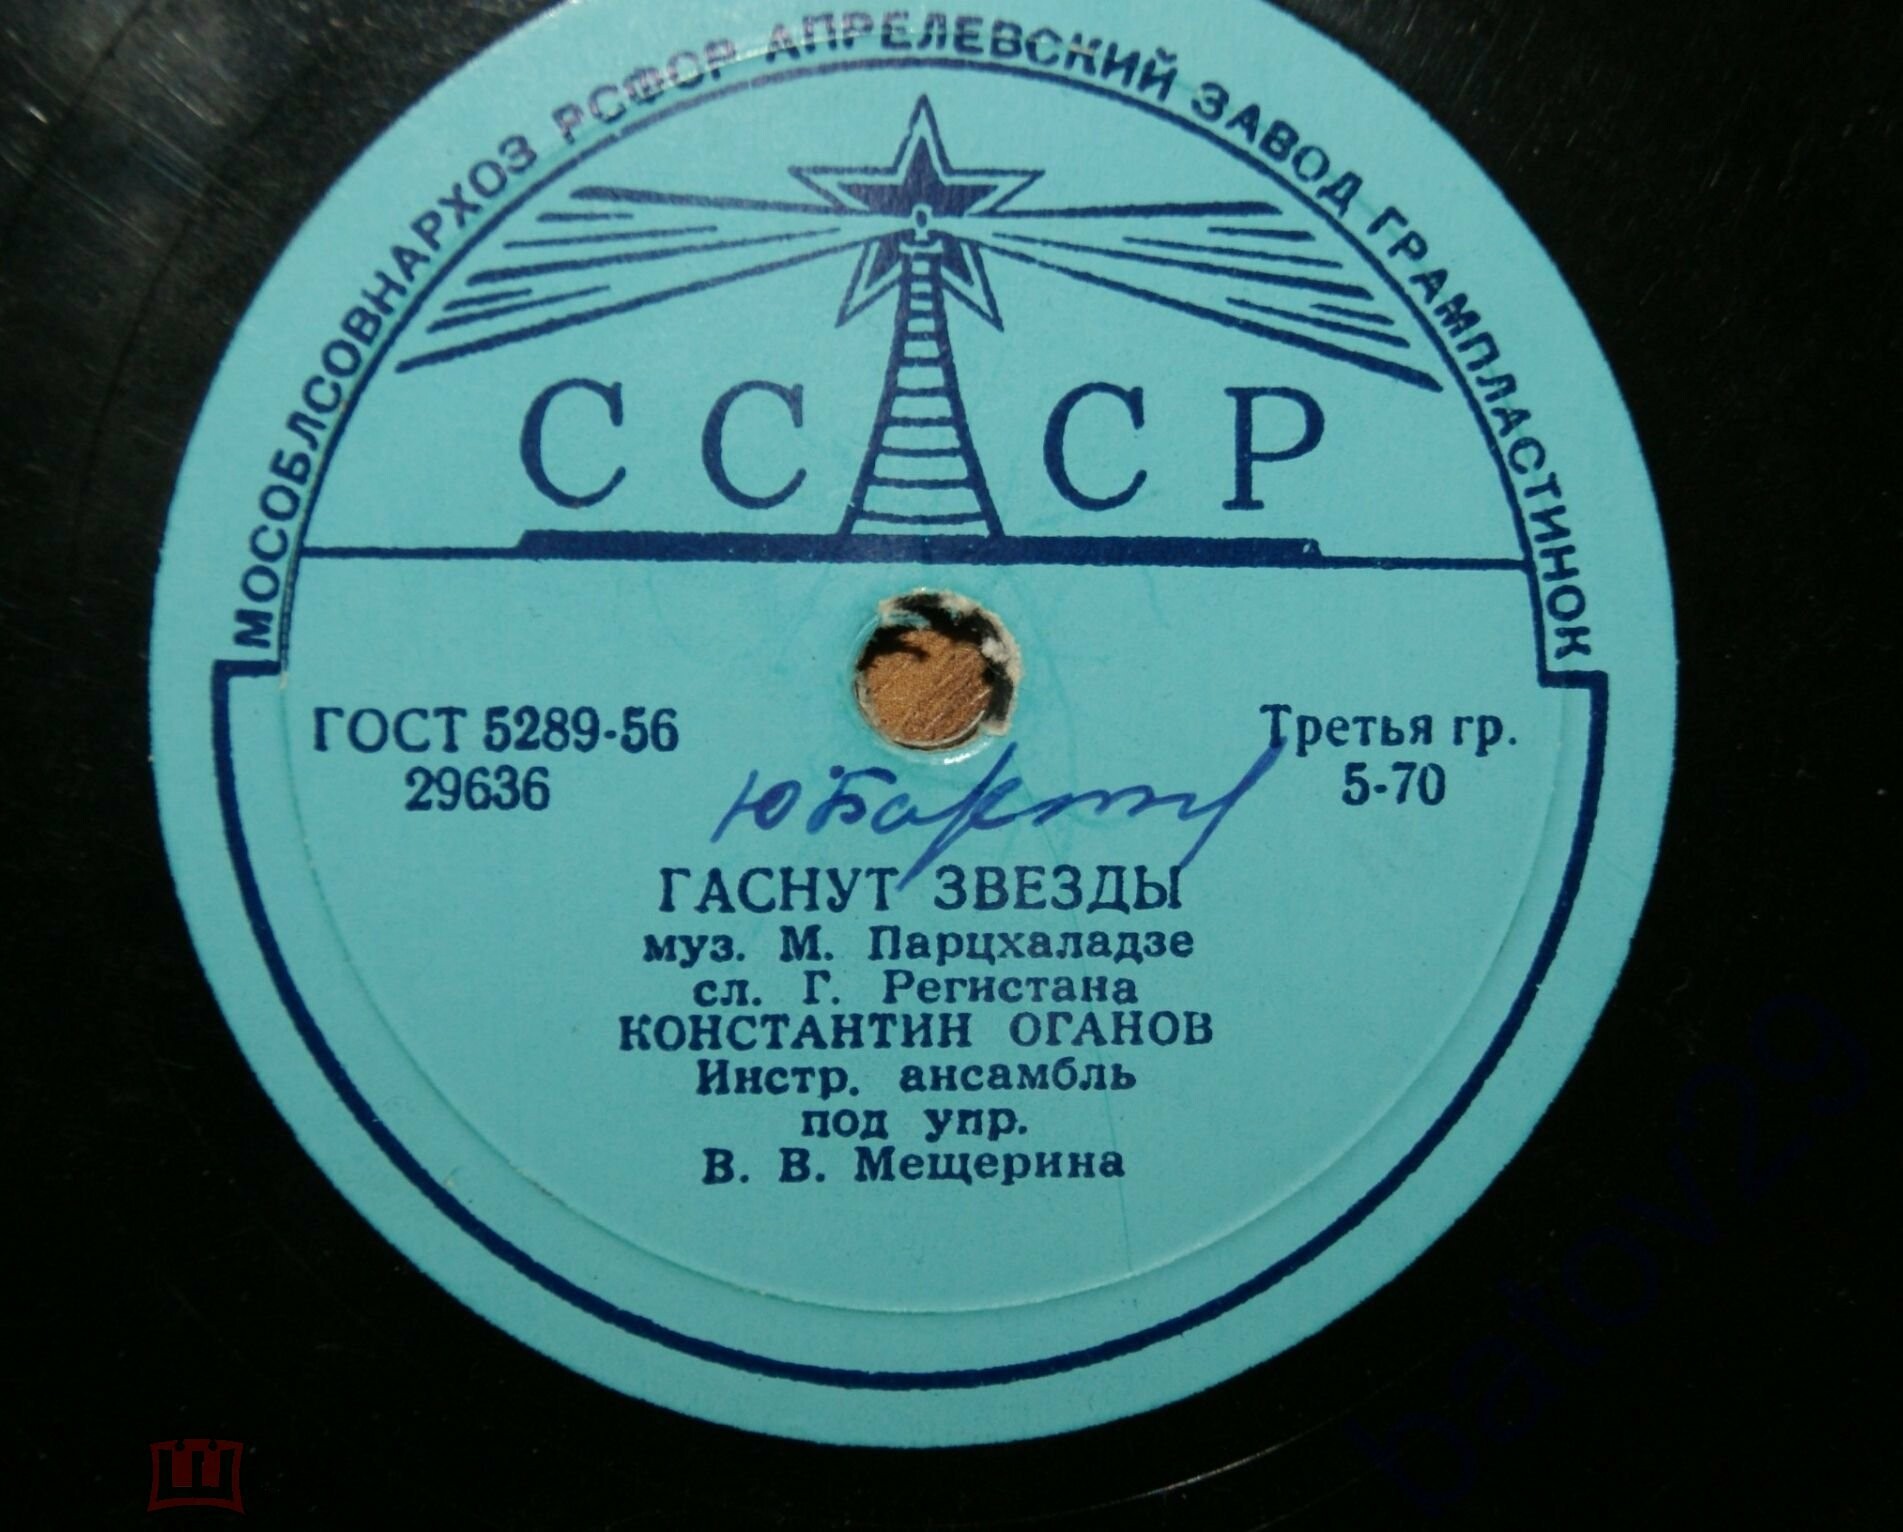 МОСОБЛСОВНАРХОЗ РСФСР АПРЕЛЕВСКИЙ ЗАВОД ГРАМПЛАСТИНОК
СССР
ГОСТ 5289-56
29636
Третья гр.
5-70
ГАСНУТ ЗВЕЗДЫ
муз. М. Парцхаладзе
сл. Г. Регистана
КОНСТАНТИН ОГАНОВ
Инстр. ансамбль
под упр.
В. В. Мещерина
batov29